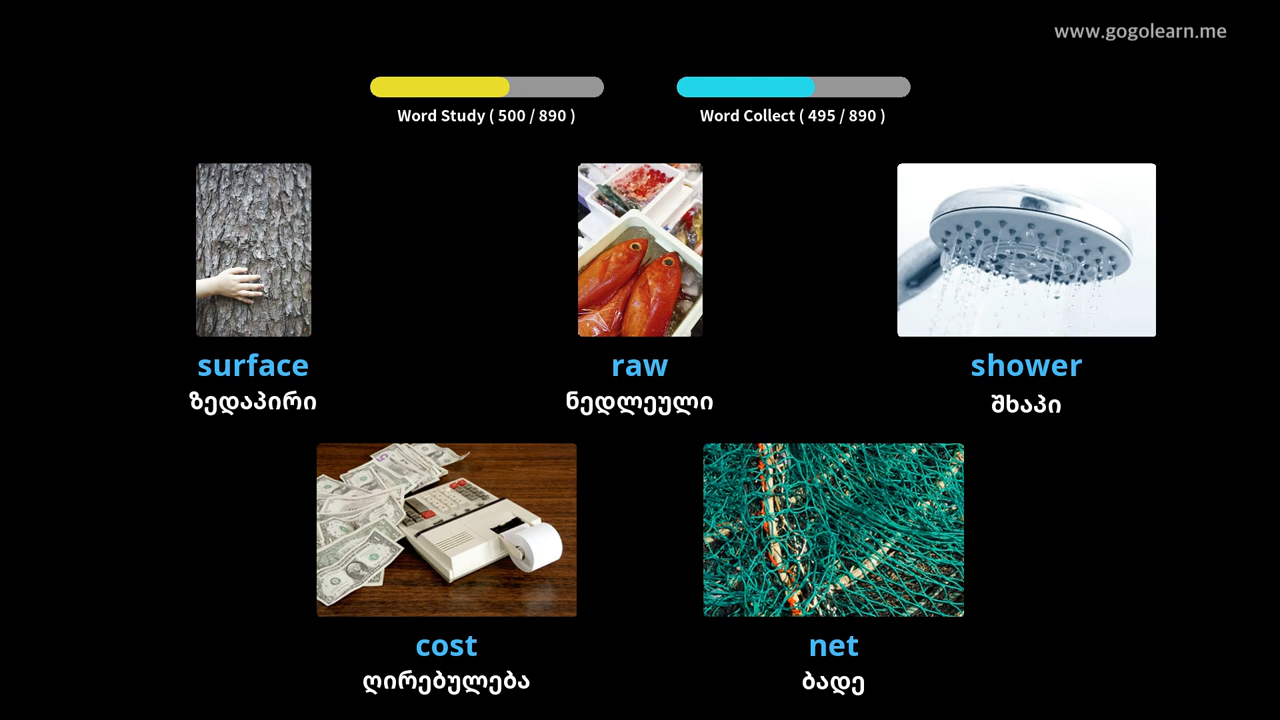 www.gogolearn.me
Word Study ( 500 / 890 )
Word Collect ( 495 / 890 )
surface
ზედაპირი
raw
ნედლეული
shower
შხაპი
cost
ღირებულება
net
ბადე